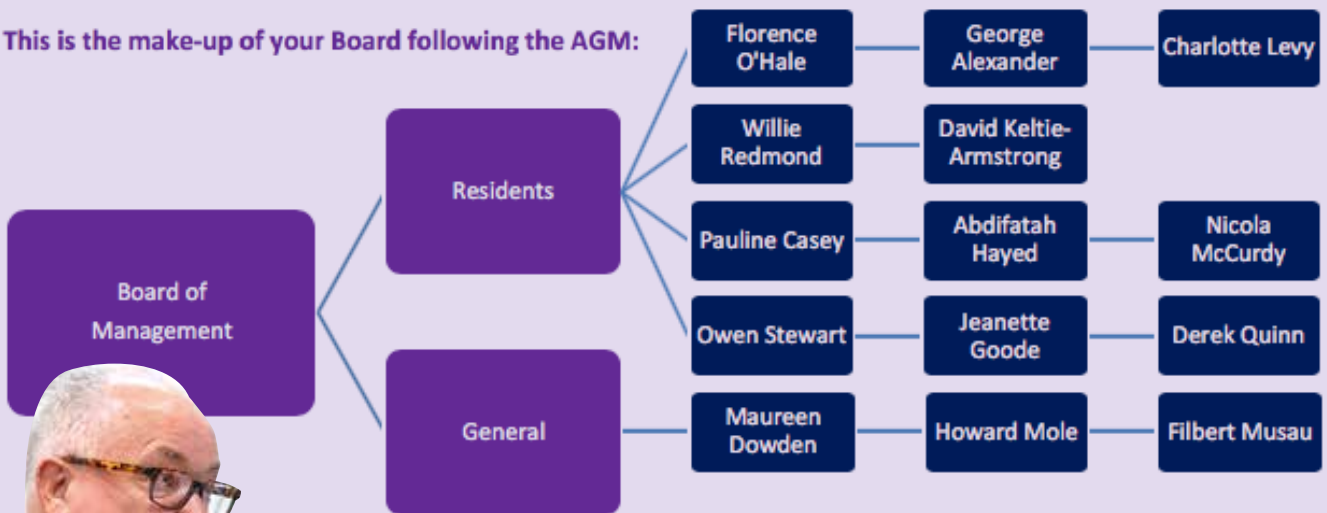 This is the make-up of your Board following the AGM:
Board of
Management
Residents
General
Florence
O'Hale
George
Alexander
Charlotte Levy
Willie
Redmond
David Keltie-
Armstrong
Pauline Casey
Abdifatah
Hayed
Nicola
McCurdy
Owen Stewart
Jeanette
Goode
Derek Quinn
Maureen
Dowden
Howard Mole
Filbert Musau